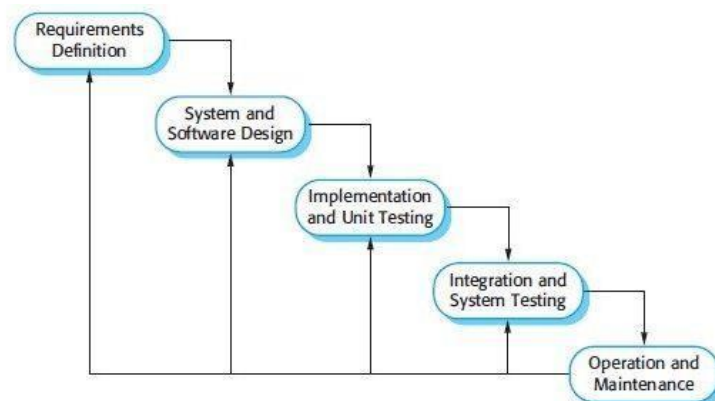 Requirements
Definition
System and
Software Design
Implementation
and Unit Testing
Integration and
System Testing
Operation and
Maintenance